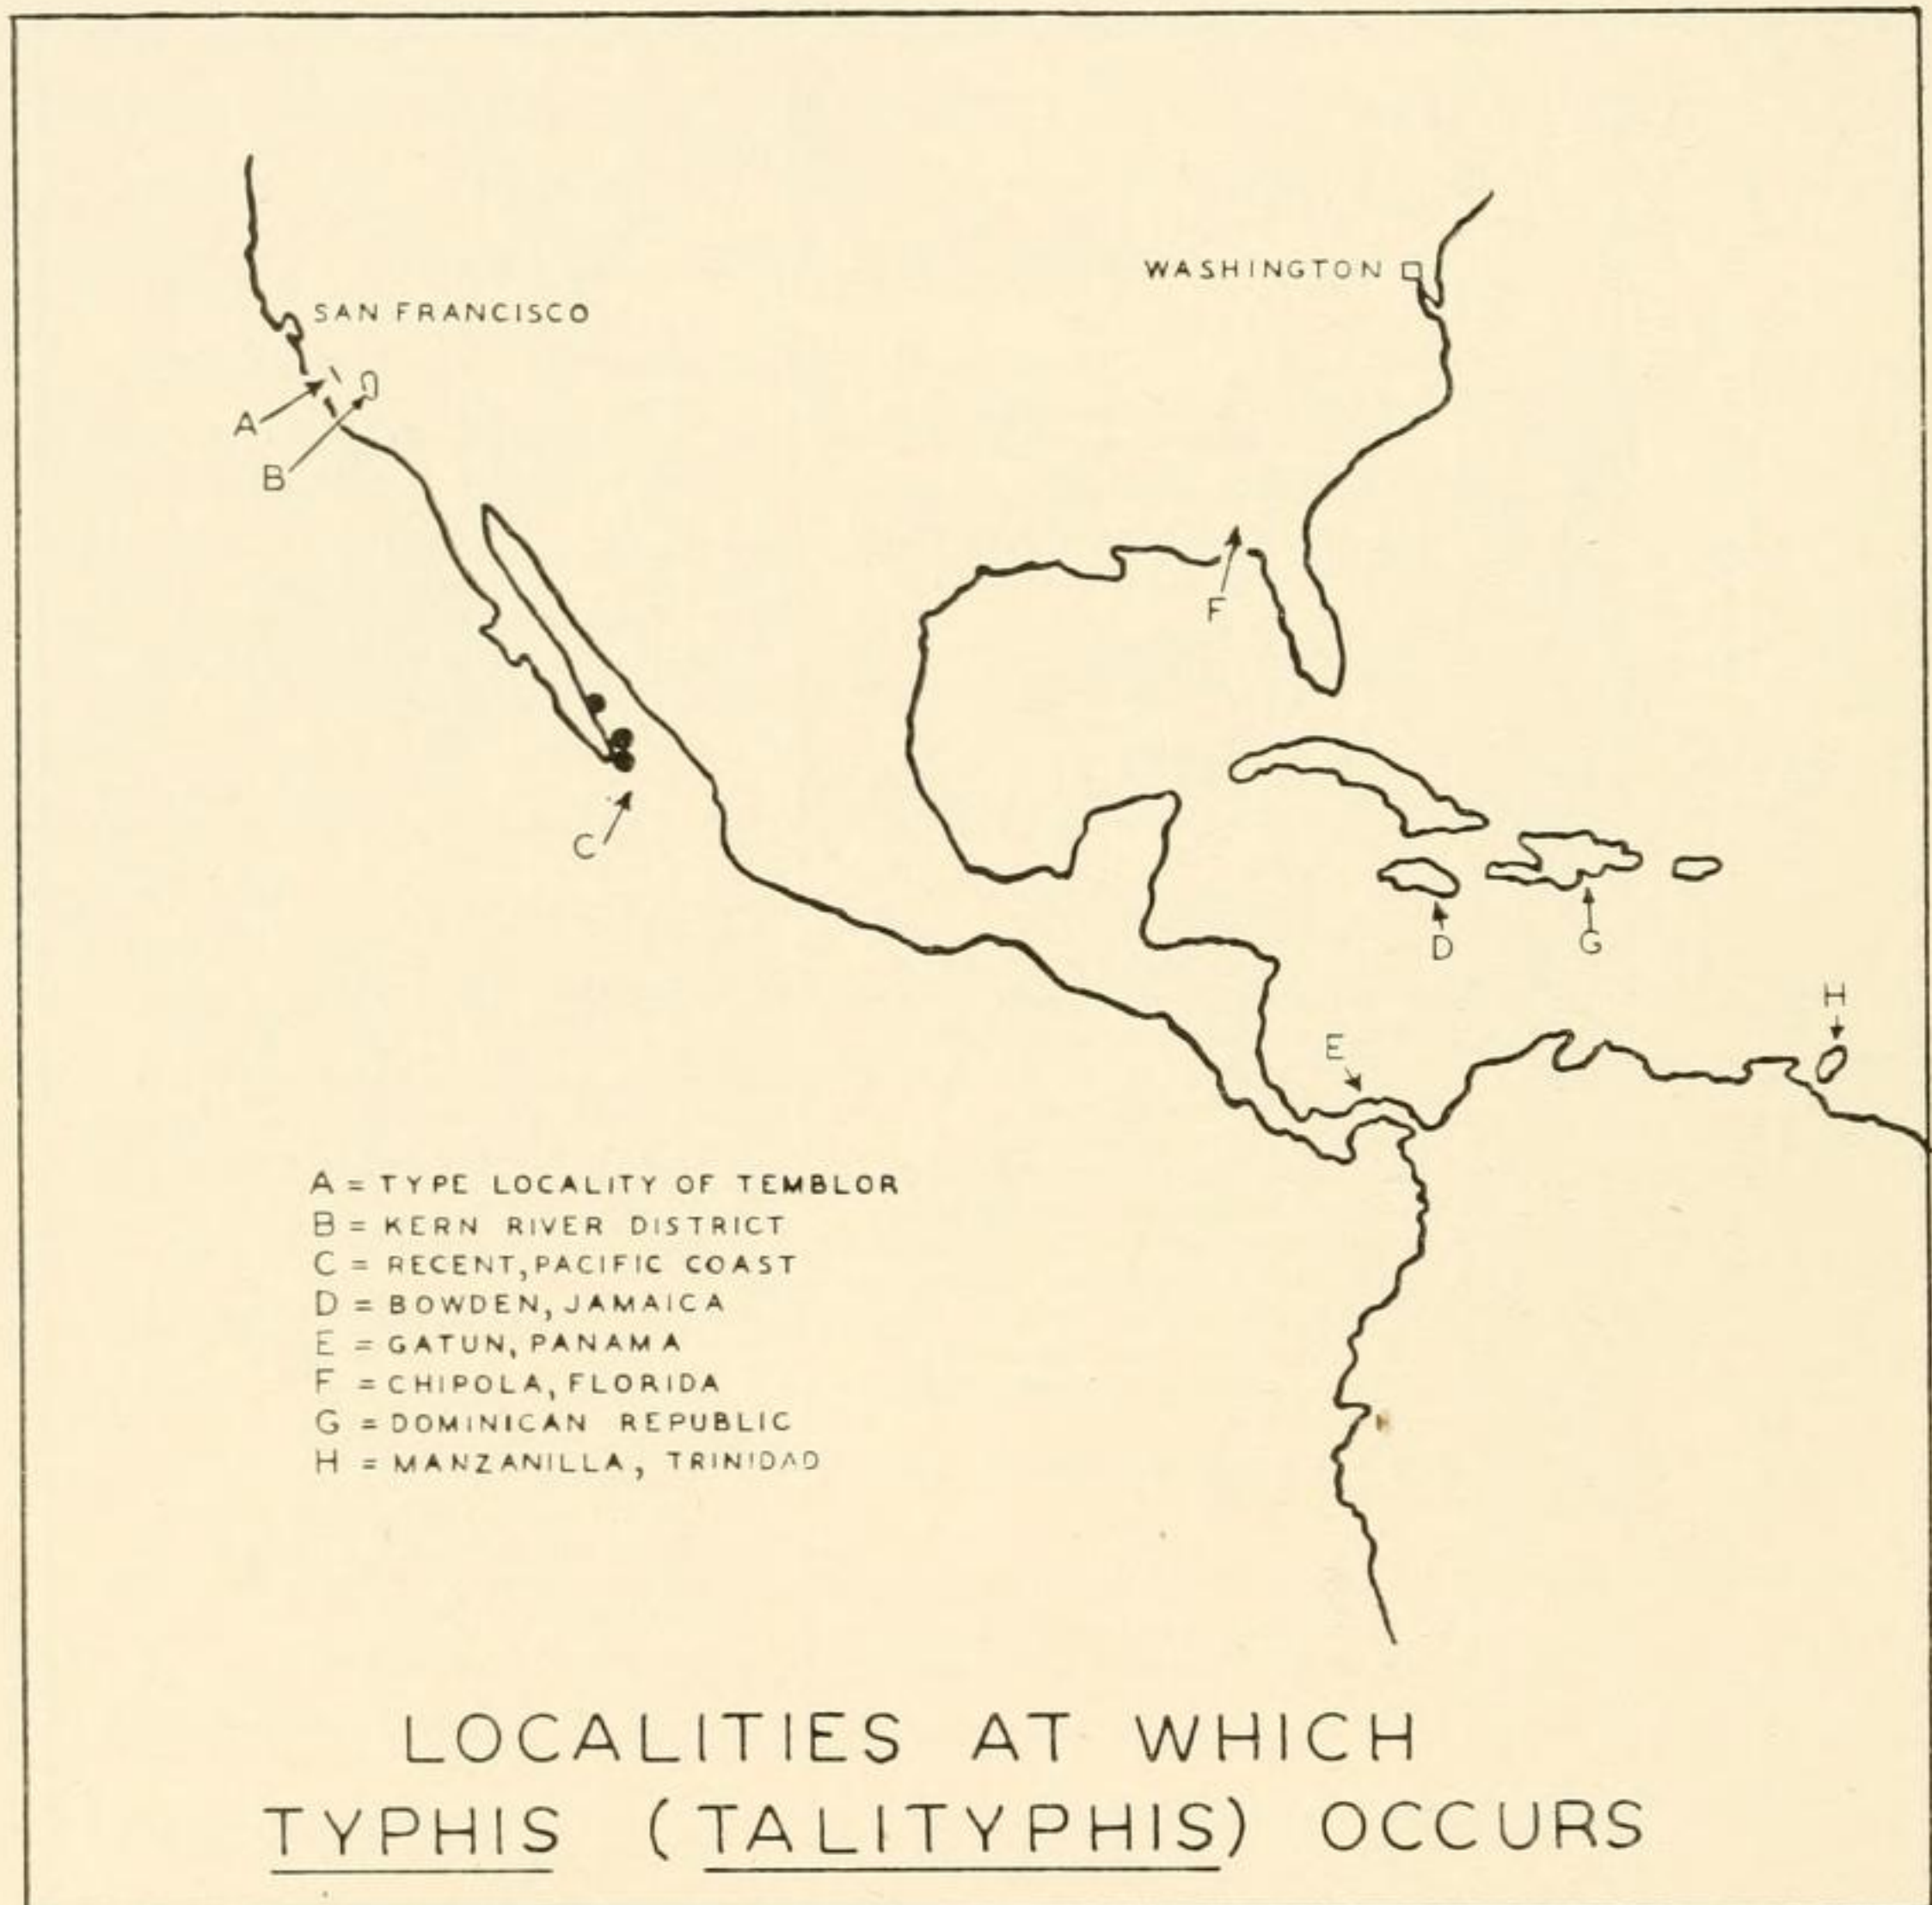 WASHINGTON
SAN FRANCISCO
A
B
F
C
D
G
H
E
A = TYPE LOCALITY OF TEMBLOR
B = KERN RIVER DISTRICT
C = RECENT, PACIFIC COAST
D = BOWDEN, JAMAICA
E = GATUN, PANAMA
F = CHIPOLA, FLORIDA
G = DOMINICAN REPUBLIC
H = MANZANILLA, TRINIDAD
LOCALITIES AT WHICH
TYPHIS (TALITYPHIS) OCCURS